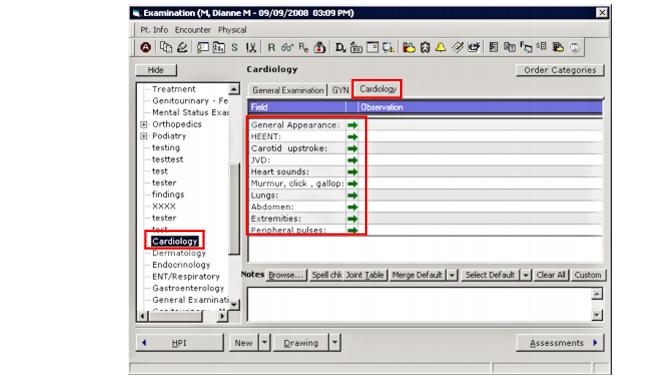 Examination (M, Dianne M - 09/09/2008 03:09 PM)
Pt. Info Encounter Physical
Hide
Cardiology
Order Categories
Treatment
Genitourinary - Fe
Mental Status Exar
Orthopedics
Podiatry
testing
testtest
test
tester
findings
XXXX
tester
test
Cardiology
Dermatology
Endocrinology
ENT/Respiratory
Gastroenterology
General Examinati
General Examination GYN Cardiology
Field Observation
General Appearance:
HEENT:
Carotid upstroke:
JVD:
Heart sounds:
Murmur, click , gallop:
Lungs:
Abdomen:
Extremities:
Peripheral pulses:
Notes Browse... Spell chk Joint Table Merge Default Select Default Clear All Custom
HPI New Drawing Assessments